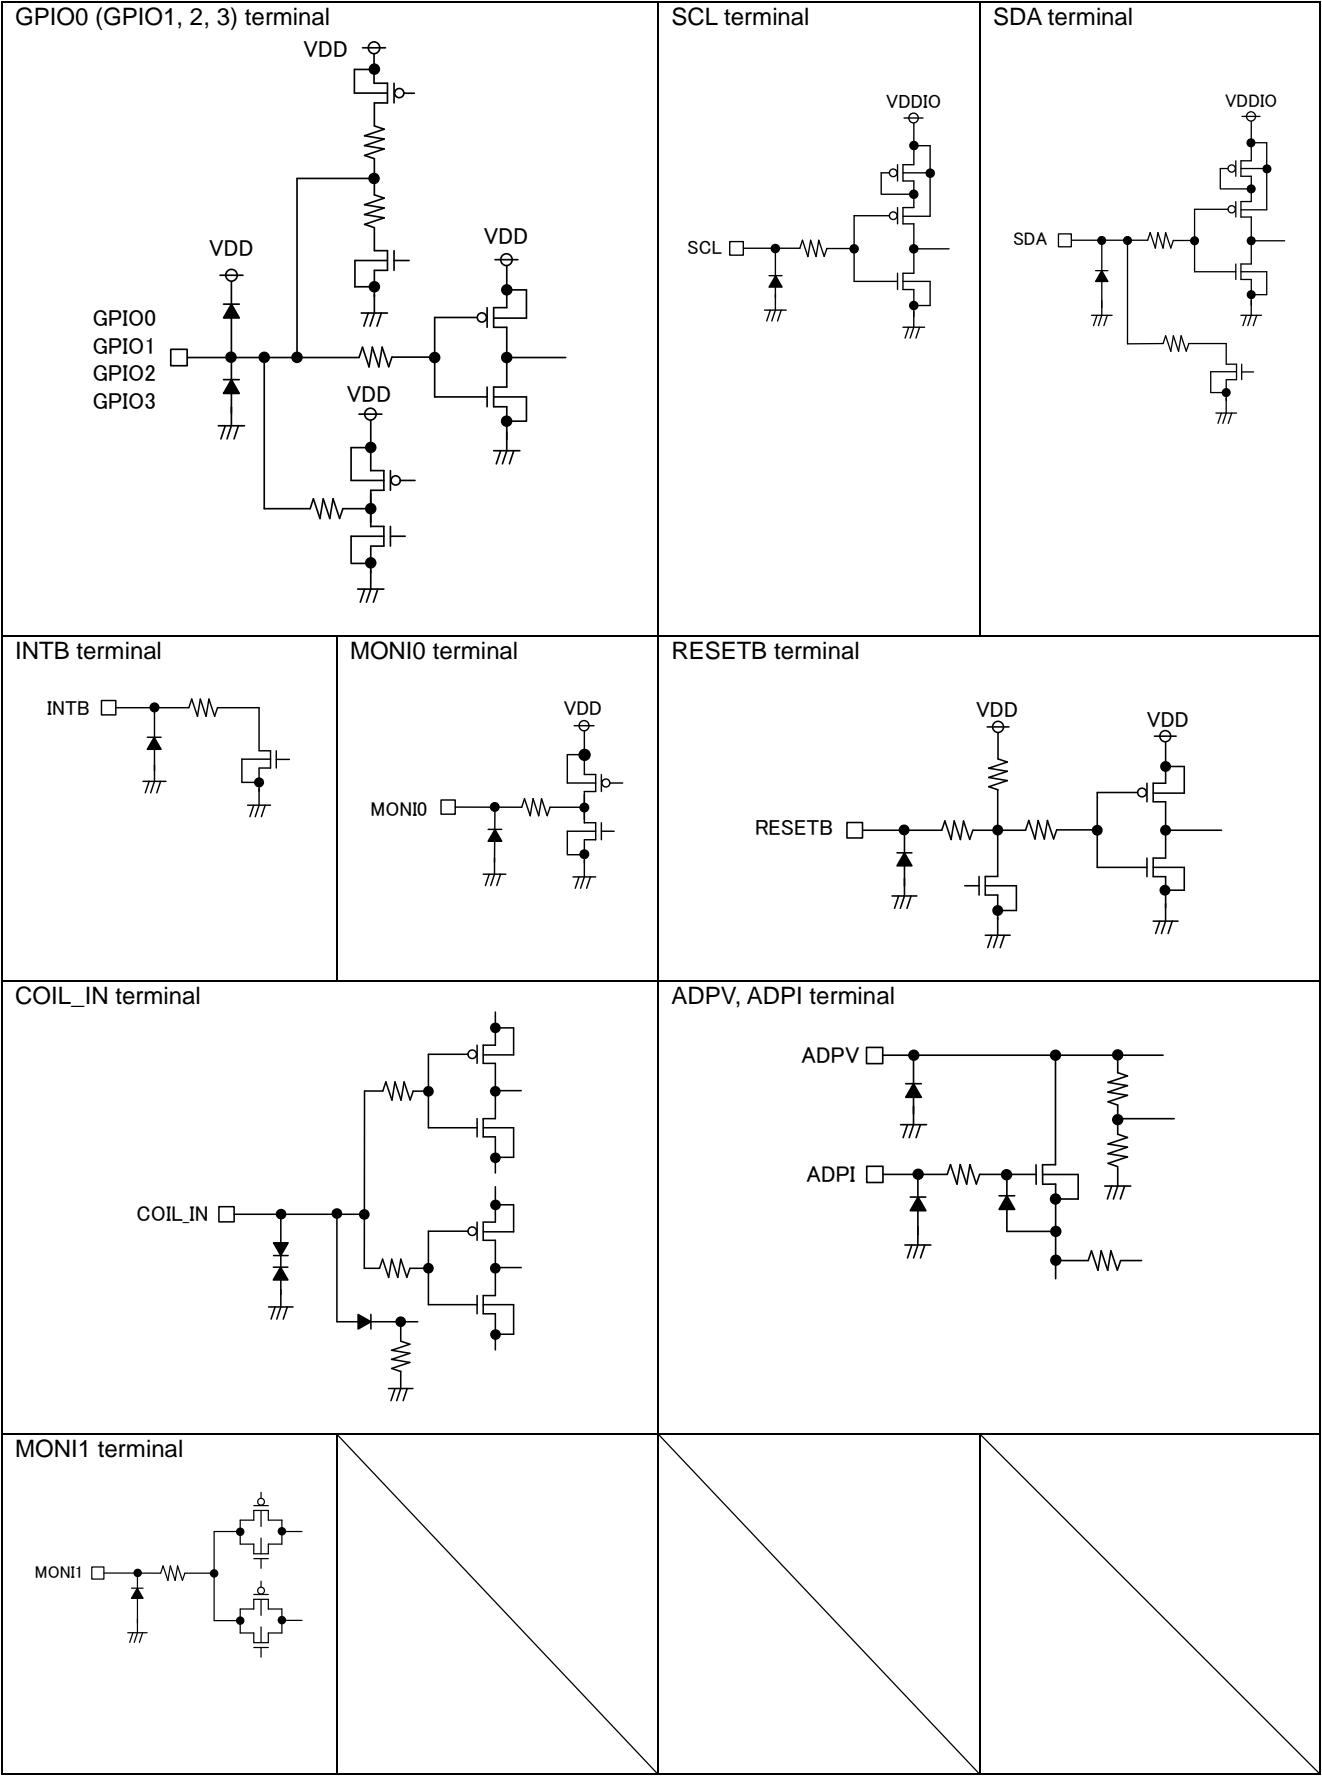 GPIO0 (GPIO1, 2, 3) terminal
VDD
VDD
VDD
GPIO0
GPIO1
GPIO2
GPIO3
VDD
SCL terminal
VDDIO
SCL
SDA terminal
VDDIO
SDA
INTB terminal
INTB
MONI0 terminal
VDD
MONI0
RESETB terminal
VDD
VDD
RESETB
COIL_IN terminal
COIL_IN
ADPV, ADPI terminal
ADPV
ADPI
MONI1 terminal
MONI1